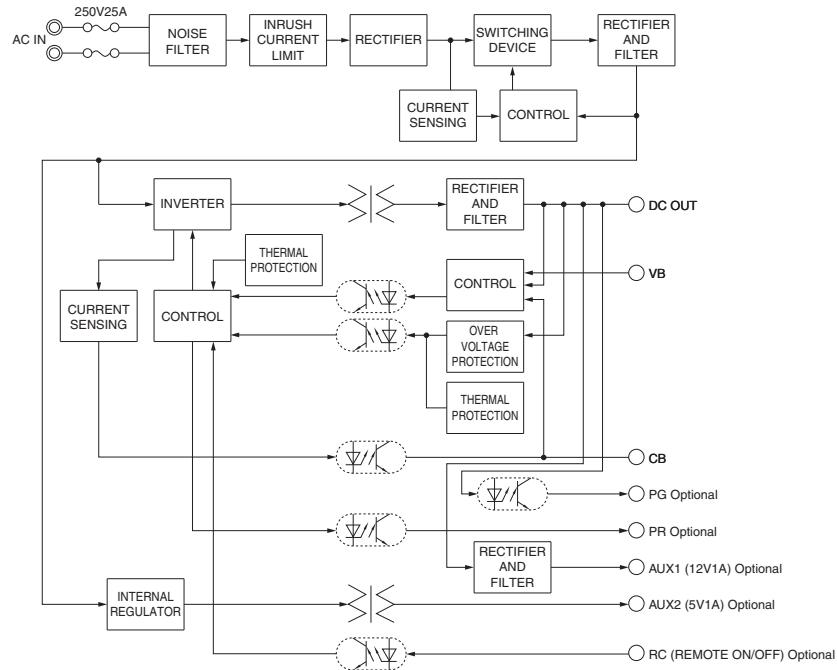 250V25A
AC IN
NOISE
FILTER
INRUSH
CURRENT
LIMIT
RECTIFIER
SWITCHING
DEVICE
RECTIFIER
AND
FILTER
CURRENT
SENSING
CONTROL
INVERTER
RECTIFIER
AND
FILTER
DC OUT
THERMAL
PROTECTION
CONTROL
VB
CURRENT
SENSING
CONTROL
OVER
VOLTAGE
PROTECTION
THERMAL
PROTECTION
CB
PG Optional
PR Optional
RECTIFIER
AND
FILTER
AUX1 (12V1A) Optional
INTERNAL
REGULATOR
AUX2 (5V1A) Optional
RC (REMOTE ON/OFF) Optional